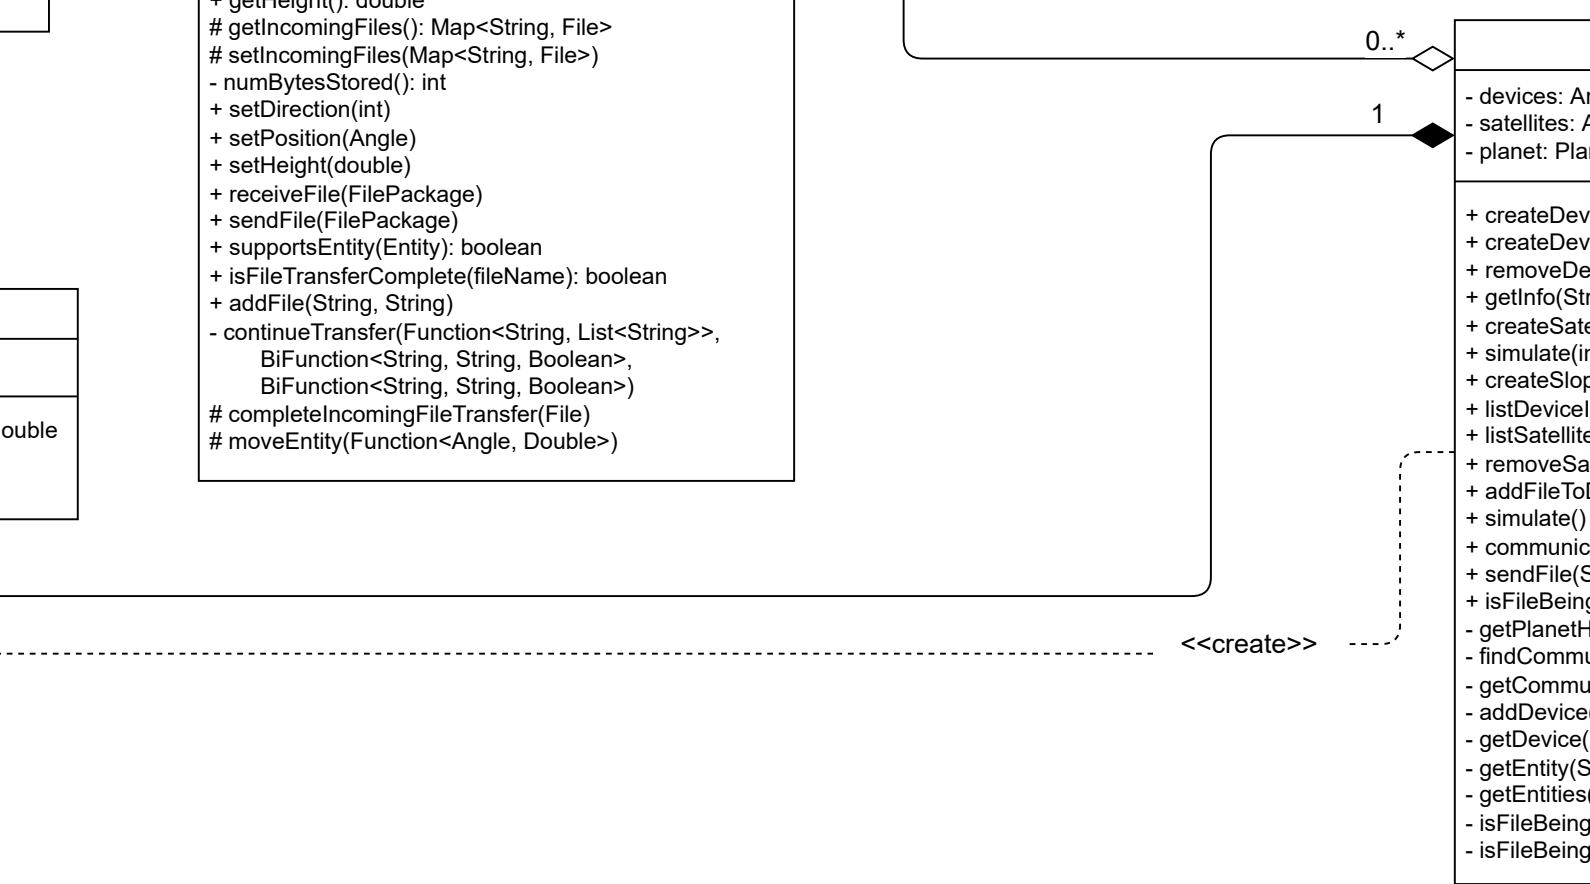 + getHeight(): double
# getIncomingFiles(): Map<String, File>
# setIncomingFiles(Map<String, File>)
- numBytesStored(): int
+ setDirection(int)
+ setPosition(Angle)
+ setHeight(double)
+ receiveFile(FilePackage)
+ sendFile(FilePackage)
+ supportsEntity(Entity): boolean
+ isFileTransferComplete(fileName): boolean
+ addFile(String, String)
- continueTransfer(Function<String, List<String>>,
BiFunction<String, String, Boolean>,
BiFunction<String, String, Boolean>)
# completeIncomingFileTransfer(File)
# moveEntity(Function<Angle, Double>)
ouble
0..*
1
<<create>>
- devices: Ar
- satellites: A
- planet: Pla
+ createDev
+ createDev
+ removeDe
+ getInfo(Str
+ createSate
+ simulate(in
+ createSlop
+ listDeviceI
+ listSatellite
+ removeSa
+ addFileToD
+ simulate()
+ communic
+ sendFile(S
+ isFileBeing
- getPlanetH
- findCommu
- getCommu
- addDevice(
- getDevice(
- getEntity(S
- getEntities(
- isFileBeing
- isFileBeing